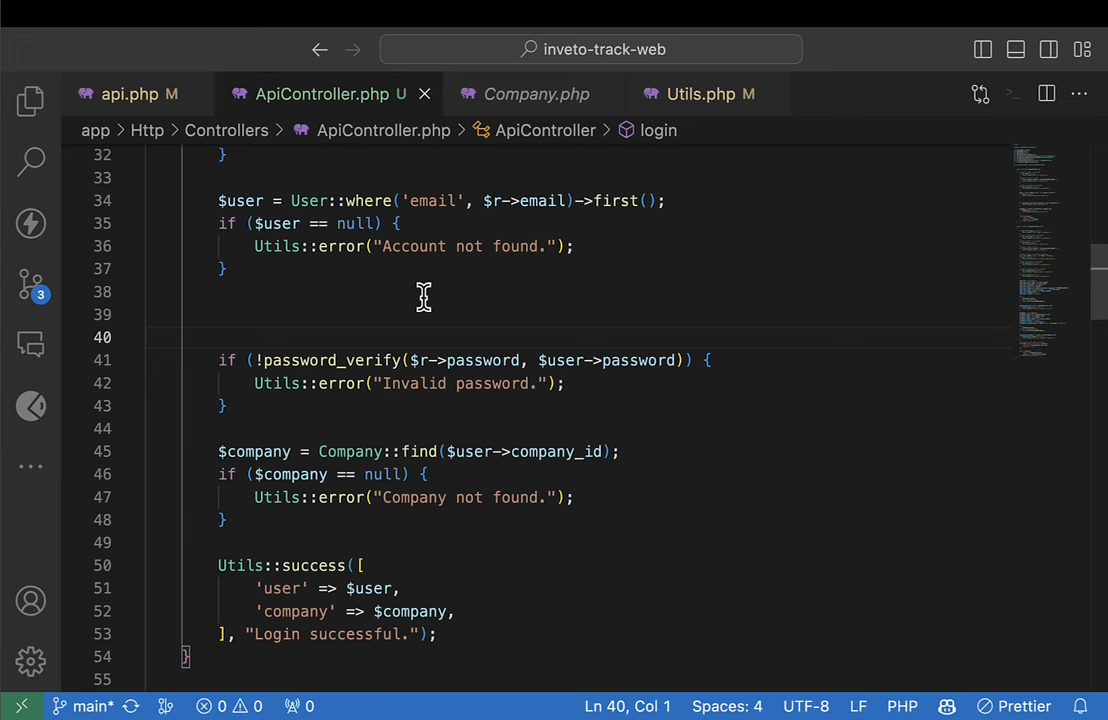 inveto-track-web
api.php M
ApiController.php U
Company.php
Utils.php M
app > Http > Controllers > ApiController.php > ApiController > login
32 }
33
34 $user = User::where('email', $r->email)->first();
35 if ($user == null) {
36 Utils::error("Account not found.");
37 }
38
39
40
41 if (!password_verify($r->password, $user->password)) {
42 Utils::error("Invalid password.");
43 }
44
45 $company = Company::find($user->company_id);
46 if ($company == null) {
47 Utils::error("Company not found.");
48 }
49
50 Utils::success([
51 'user' => $user,
52 'company' => $company,
53 ], "Login successful.");
54 }
55
3
main* 0 0 0 Ln 40, Col 1 Spaces: 4 UTF-8 LF PHP Prettier